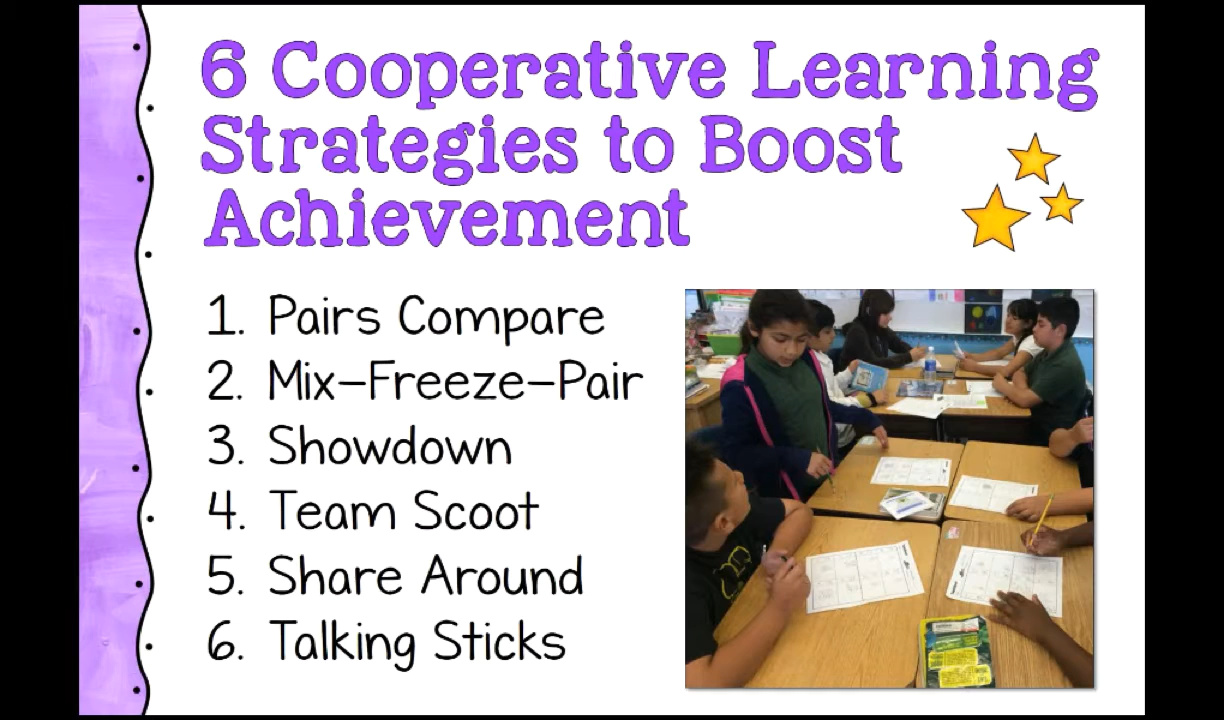 6 Cooperative Learning
Strategies to Boost
Achievement
1. Pairs Compare
2. Mix-Freeze-Pair
3. Showdown
4. Team Scoot
5. Share Around
6. Talking Sticks